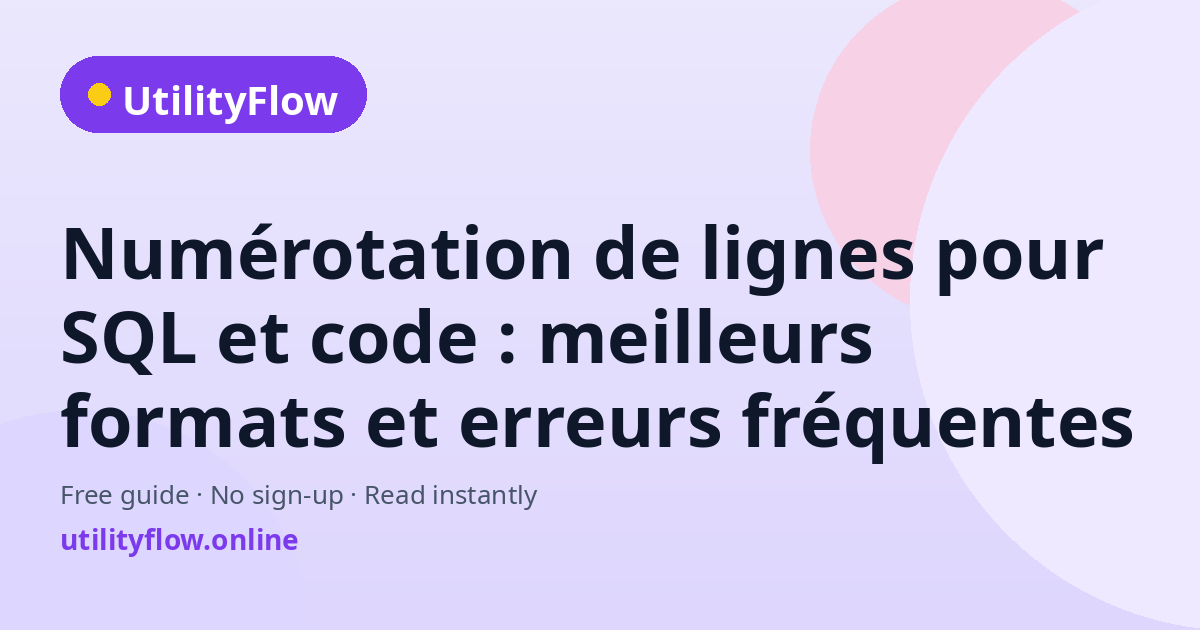 UtilityFlow
Numérotation de lignes pour
SQL et code : meilleurs
formats et erreurs fréquentes
Free guide · No sign-up · Read instantly
utilityflow.online